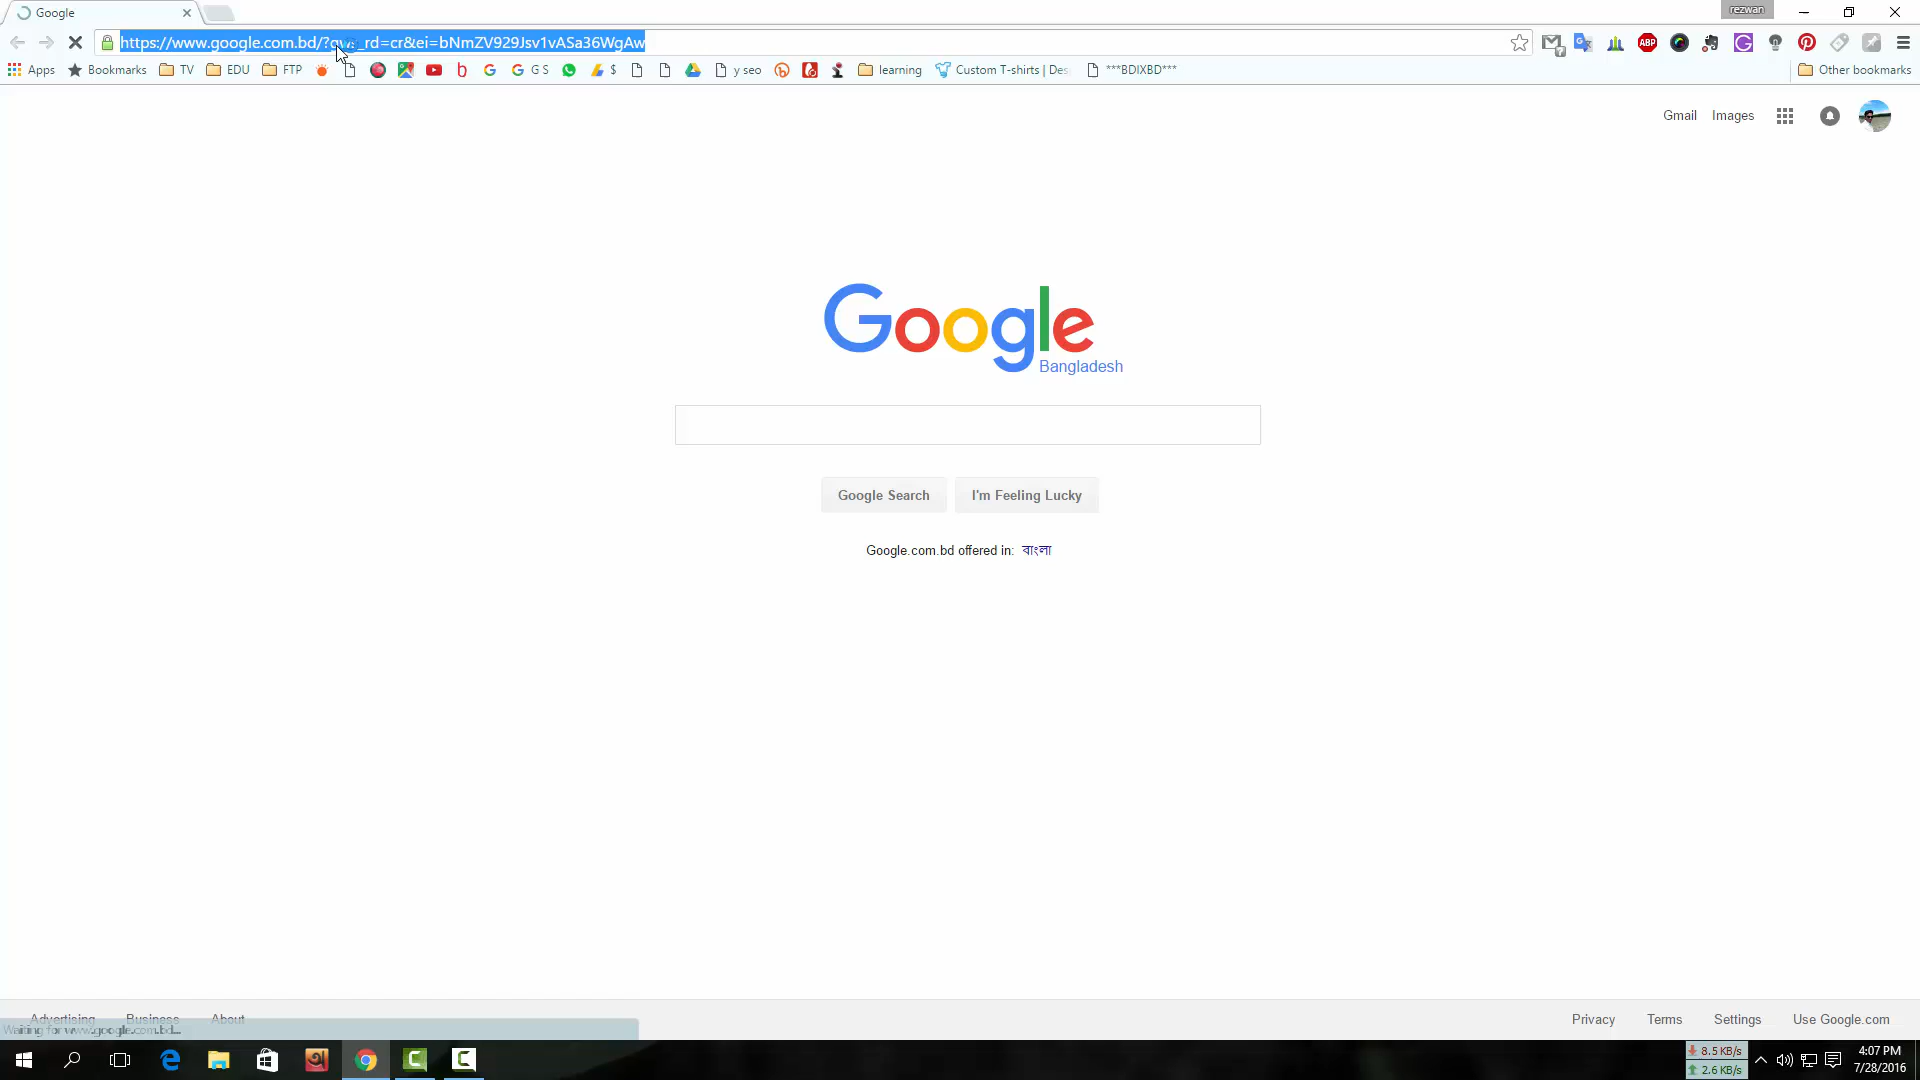 Google
rezwan
https://www.google.com.bd/?gws_rd=cr&ei=bNmZV929Jsv1vASa36WgAw
Apps Bookmarks TV EDU FTP G S $ y seo learning Custom T-shirts | Des ***BDIXBD*** Other bookmarks
Gmail Images
Google
Bangladesh
Google Search I'm Feeling Lucky
Google.com.bd offered in: বাংলা
Advertising Business About Privacy Terms Settings Use Google.com
Waiting for www.google.com.bd...
8.5 KB/s 4:07 PM
2.6 KB/s 7/28/2016